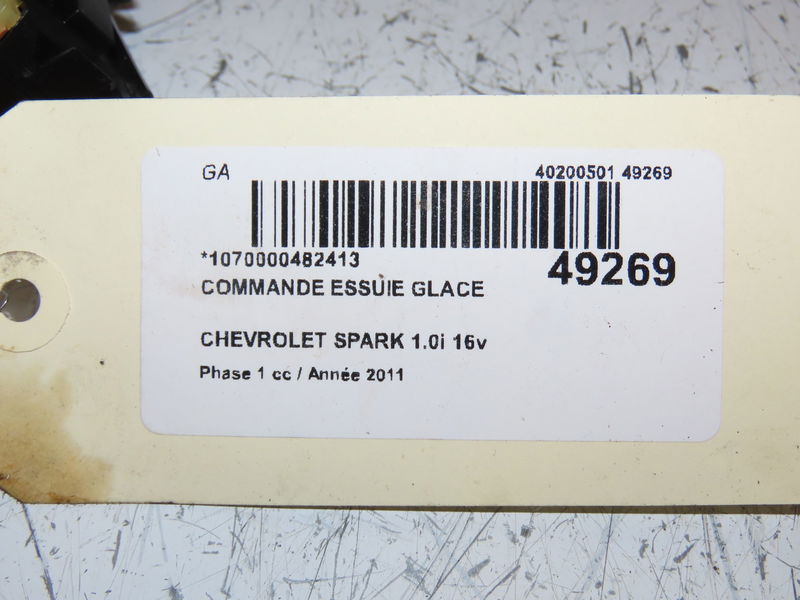 GA 40200501 49269
*1070000482413 49269
COMMANDE ESSUIE GLACE
CHEVROLET SPARK 1.0i 16v
Phase 1 cc / Année 2011